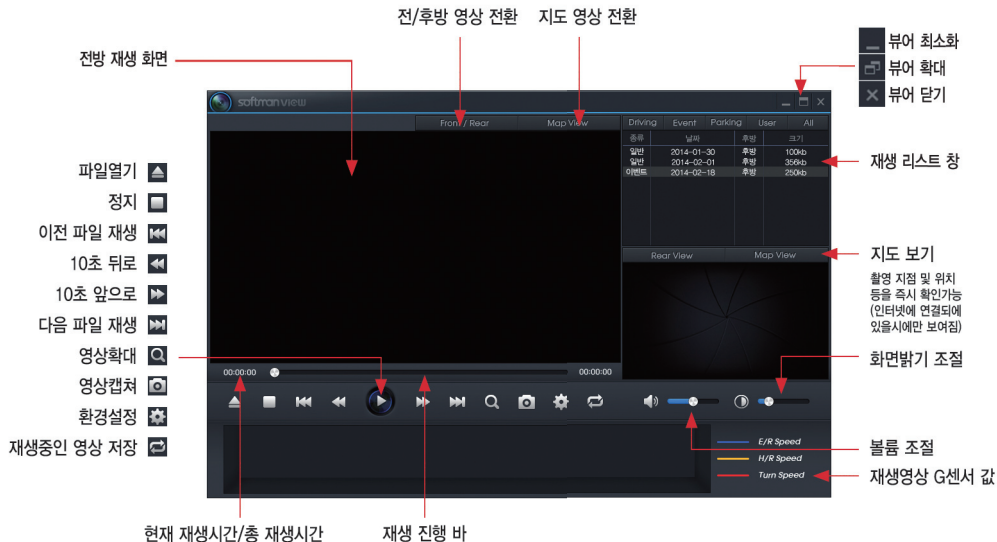 전/후방 영상 전환
지도 영상 전환
전방 재생 화면
뷰어 최소화
뷰어 확대
뷰어 닫기
softman view
Front / Rear
Map View
Driving Event Parking User All
종류 날짜 후방 크기
일반 2014-01-30 후방 100kb
일반 2014-02-01 후방 356kb
이벤트 2014-02-18 후방 250kb
재생 리스트 창
파일열기
정지
이전 파일 재생
10초 뒤로
10초 앞으로
다음 파일 재생
영상확대
영상캡쳐
환경설정
재생중인 영상 저장
Rear View
Map View
지도 보기
촬영 지점 및 위치
등을 즉시 확인가능
(인터넷에 연결되에
있을시에만 보여짐)
화면밝기 조절
00:00:00
00:00:00
볼륨 조절
E/R Speed
H/R Speed
Turn Speed
재생영상 G센서 값
현재 재생시간/총 재생시간
재생 진행 바